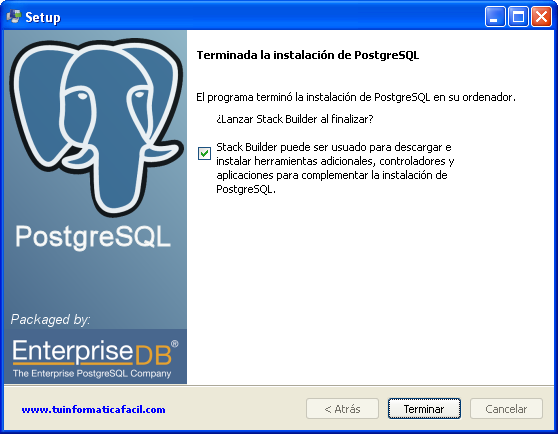 Setup
Terminada la instalación de PostgreSQL
El programa terminó la instalación de PostgreSQL en su ordenador.
¿Lanzar Stack Builder al finalizar?
Stack Builder puede ser usado para descargar e
instalar herramientas adicionales, controladores y
aplicaciones para complementar la instalación de
PostgreSQL.
PostgreSQL
Packaged by:
EnterpriseDB®
The Enterprise PostgreSQL Company
www.tuinformaticafacil.com
< Atrás
Terminar
Cancelar